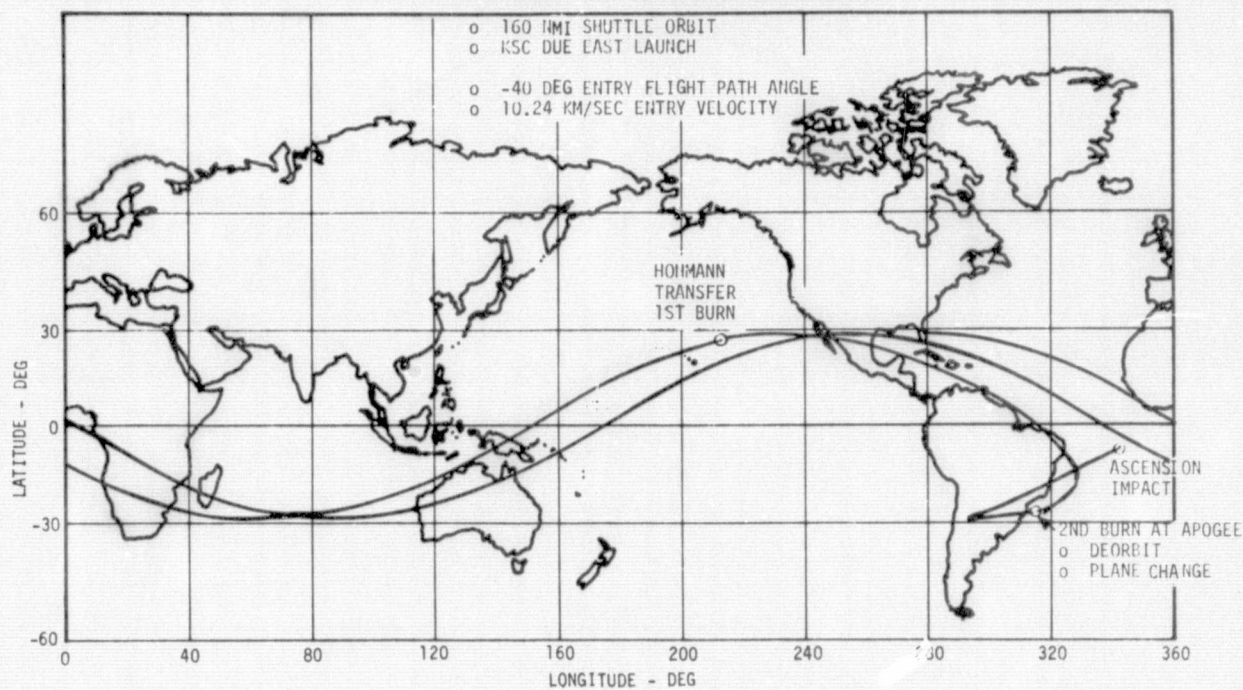 o 160 NMI SHUTTLE ORBIT
o KSC DUE EAST LAUNCH
o -40 DEG ENTRY FLIGHT PATH ANGLE
o 10.24 KM/SEC ENTRY VELOCITY
HOHMANN
TRANSFER
1ST BURN
ASCENSION
IMPACT
2ND BURN AT APOGEE
o DEORBIT
o PLANE CHANGE
LATITUDE - DEG
60
30
0
-30
-60
0 40 80 120 160 200 240 280 320 360
LONGITUDE - DEG